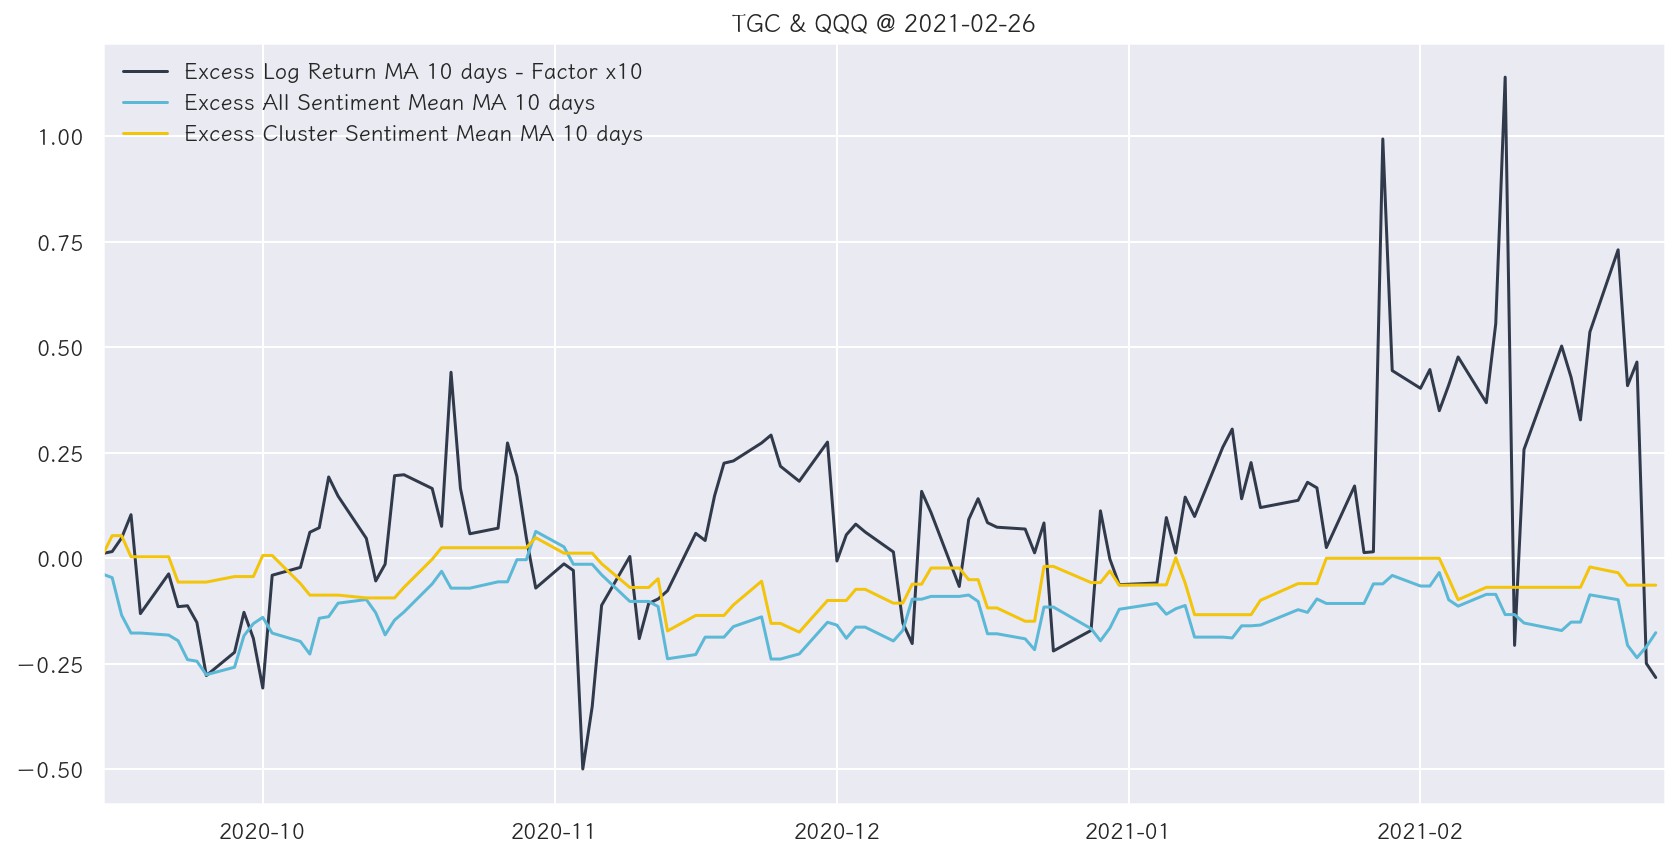 TGC & QQQ @ 2021-02-26
Excess Log Return MA 10 days - Factor x10
Excess All Sentiment Mean MA 10 days
Excess Cluster Sentiment Mean MA 10 days
1.00
0.75
0.50
0.25
0.00
−0.25
−0.50
2020-10 2020-11 2020-12 2021-01 2021-02